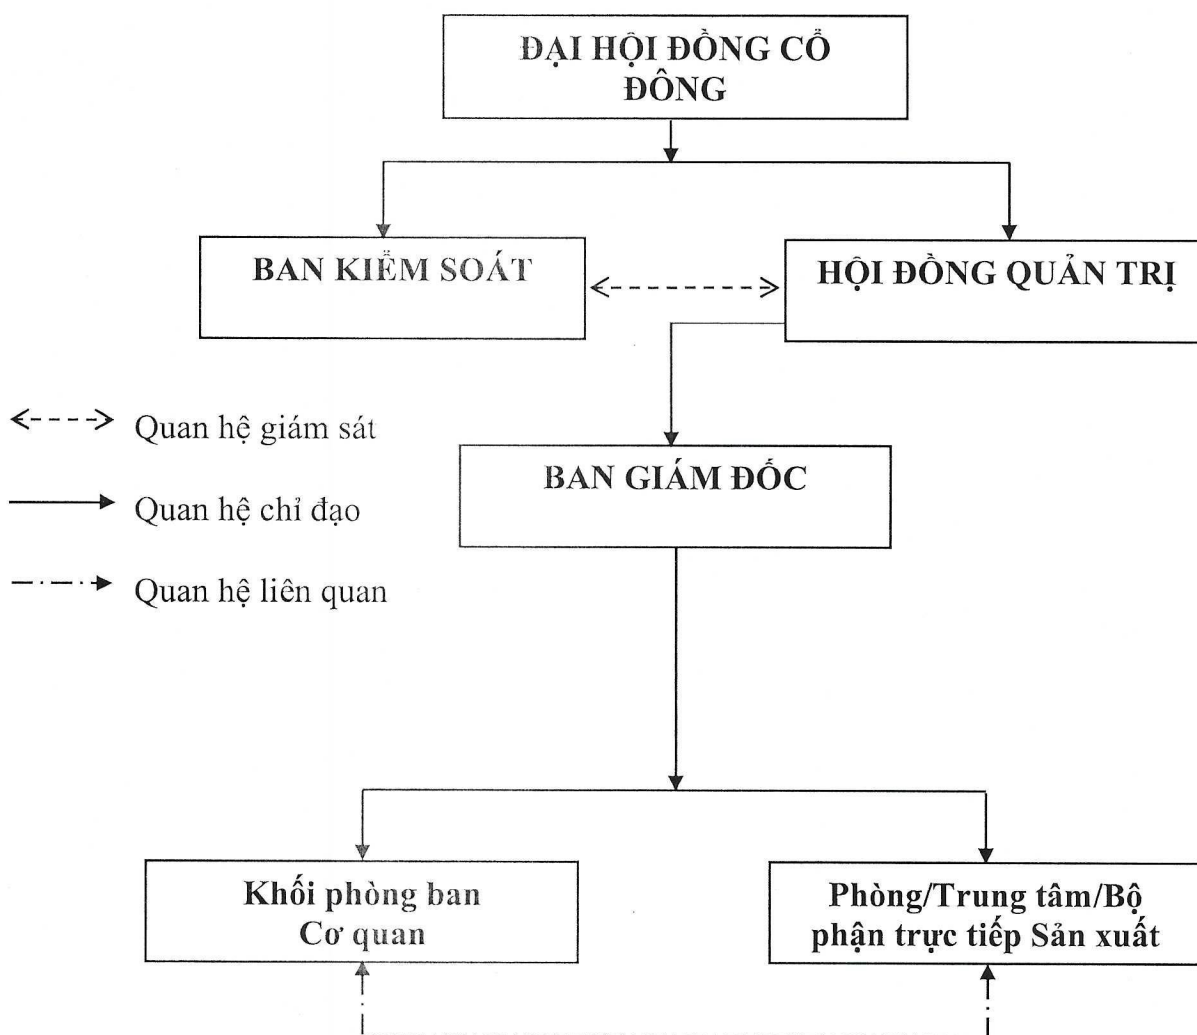 ĐẠI HỘI ĐỒNG CỔ
ĐÔNG
BAN KIỂM SOÁT
HỘI ĐỒNG QUẢN TRỊ
Quan hệ giám sát
BAN GIÁM ĐỐC
Quan hệ chỉ đạo
Quan hệ liên quan
Khối phòng ban
Cơ quan
Phòng/Trung tâm/Bộ
phận trực tiếp Sản xuất